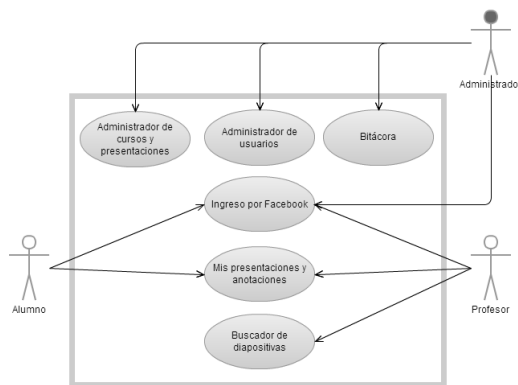 Administrado
Administrador de
cursos y
presentaciones
Administrador de
usuarios
Bitácora
Ingreso por Facebook
Mis presentaciones y
anotaciones
Alumno
Profesor
Buscador de
diapositivas